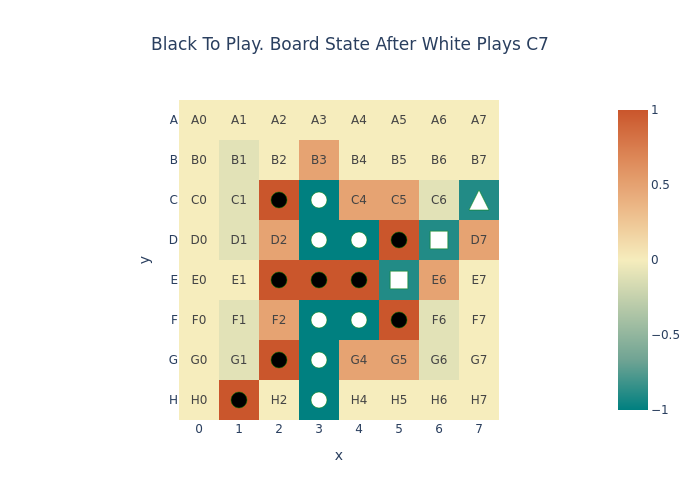 Black To Play. Board State After White Plays C7
A A0 A1 A2 A3 A4 A5 A6 A7
B B0 B1 B2 B3 B4 B5 B6 B7
C C0 C1 C4 C5 C6
D D0 D1 D2 D7
E E0 E1 E6 E7
F F0 F1 F2 F6 F7
G G0 G1 G4 G5 G6 G7
H H0 H2 H4 H5 H6 H7
0 1 2 3 4 5 6 7
x
y
1
0.5
0
−0.5
−1